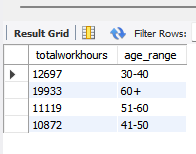 Result Grid Filter Rows:
totalworkhours age_range
12697 30-40
19933 60+
11119 51-60
10872 41-50